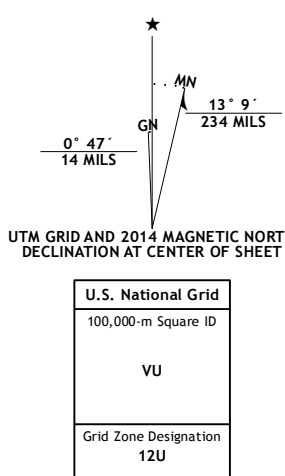 ★
MN
GN
13° 9´
234 MILS
0° 47´
14 MILS
UTM GRID AND 2014 MAGNETIC NORT
DECLINATION AT CENTER OF SHEET
U.S. National Grid
100,000-m Square ID
VU
Grid Zone Designation
12U